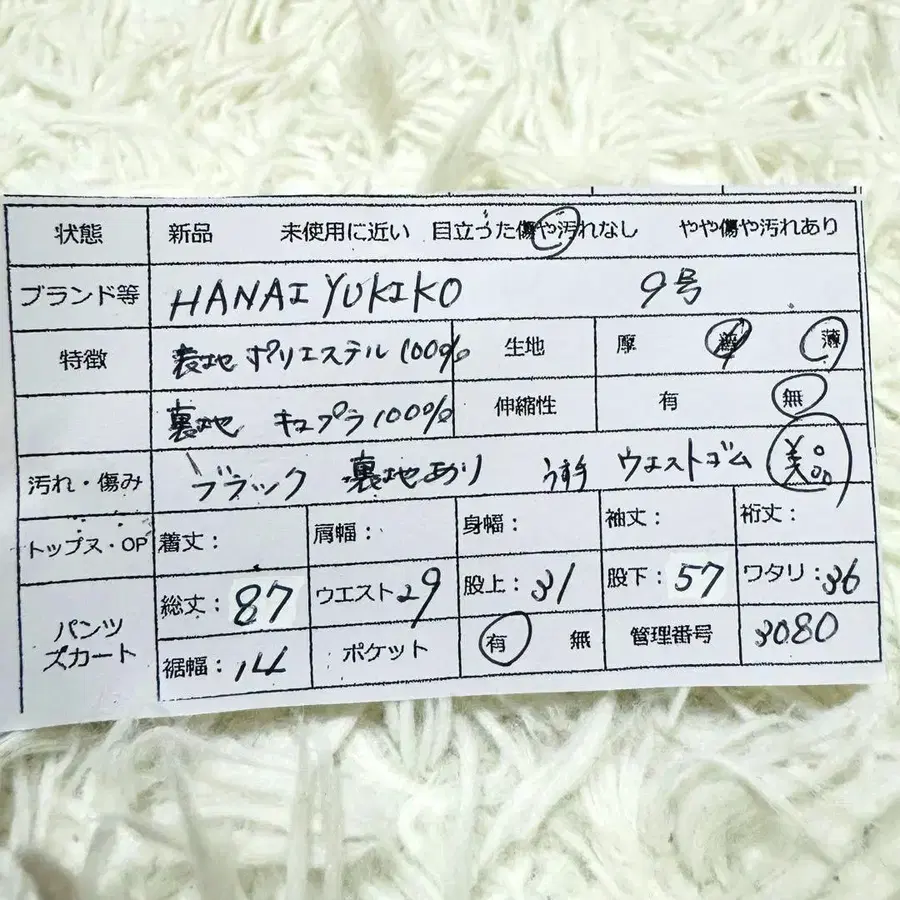 状態 新品 未使用に近い 目立った傷や汚れなし やや傷や汚れあり
ブランド等 HANAI YUKIKO 9号
特徴 表地 ポリエステル 100% 生地 厚 薄
裏地 キュプラ 100% 伸縮性 有 無
汚れ・傷み ブラック 裏地あり うす手 ウエストゴム 美品
トップス・OP 着丈: 肩幅: 身幅: 袖丈: 裄丈:
パンツ スカート 総丈: 87 ウエスト 29 股上: 31 股下: 57 ワタリ: 36
裾幅: 14 ポケット 有 無 管理番号 3080